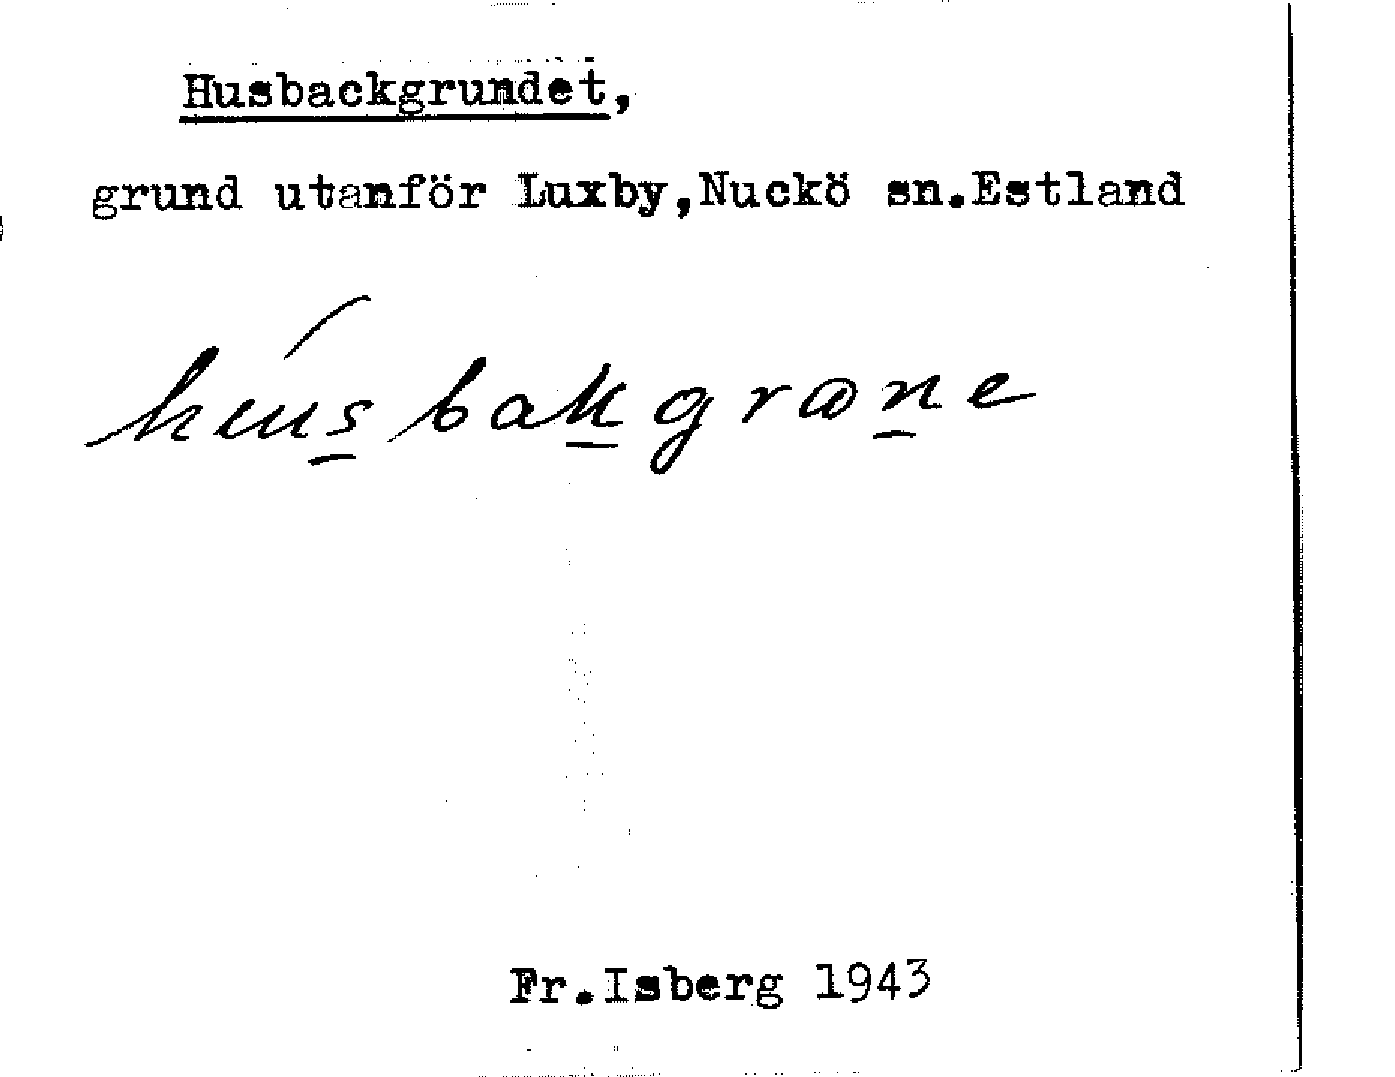 Husbackgrundet,
grund utanför Luxby,Nuckö sn.Estland
húsbakgrane
Fr.Isberg 1943